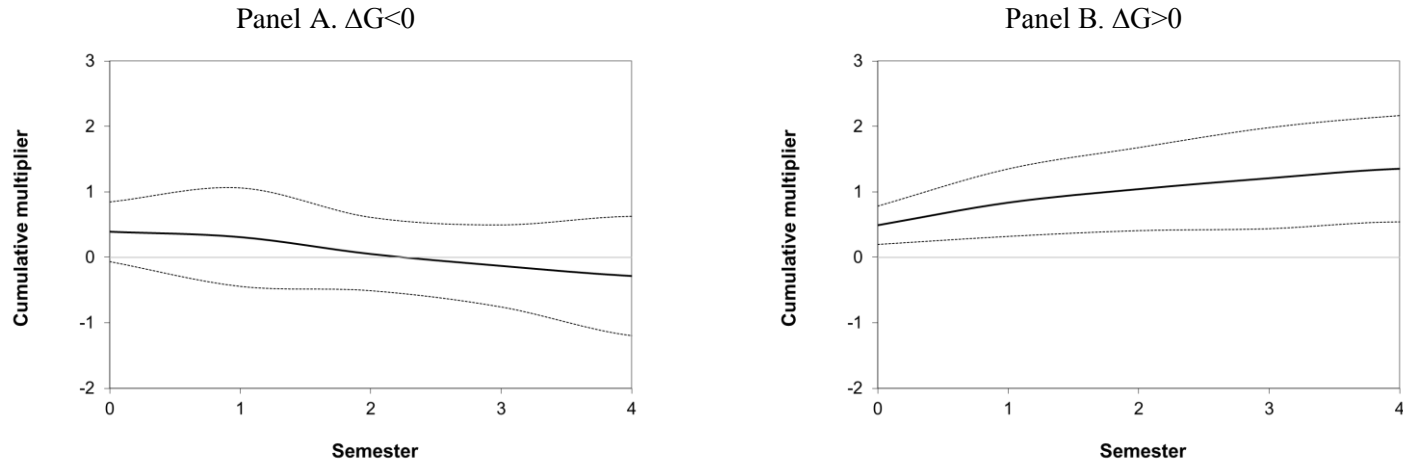 Panel A. ΔG<0
3
2
1
0
-1
-2
0 1 2 3 4
Cumulative multiplier
Semester
Panel B. ΔG>0
3
2
1
0
-1
-2
0 1 2 3 4
Cumulative multiplier
Semester